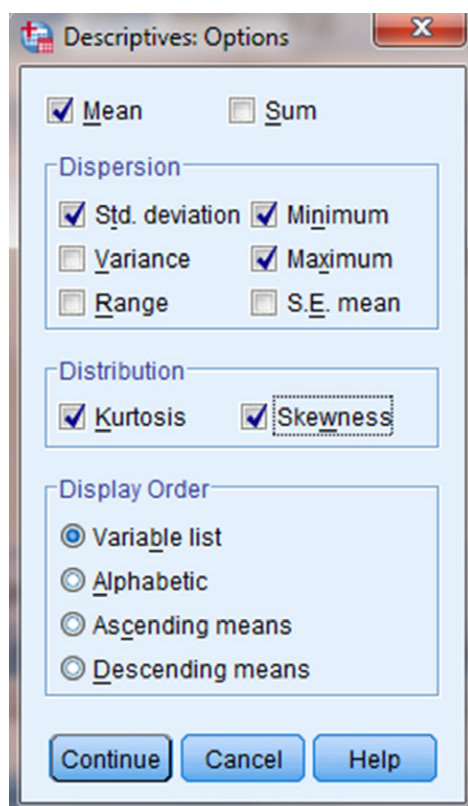 Descriptives: Options
Mean Sum
Dispersion
Std. deviation Minimum
Variance Maximum
Range S.E. mean
Distribution
Kurtosis Skewness
Display Order
Variable list
Alphabetic
Ascending means
Descending means
Continue Cancel Help